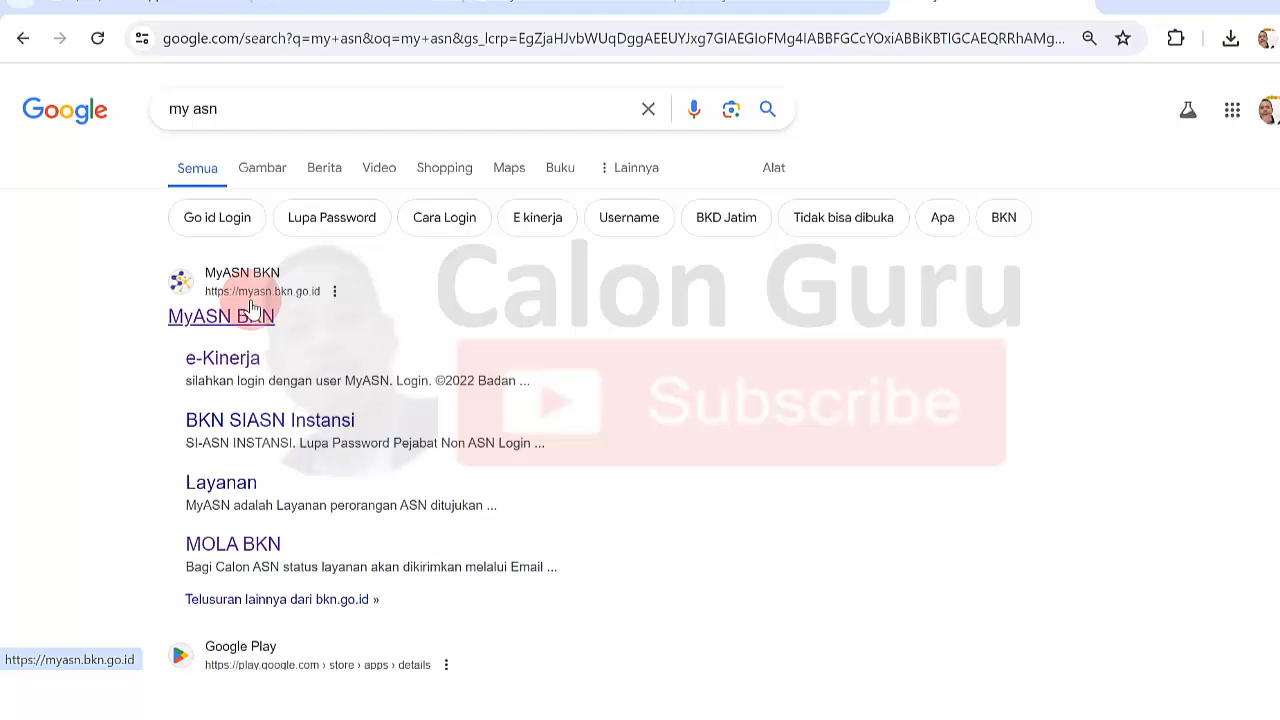 google.com/search?q=my+asn&oq=my+asn&gs_lcrp=EgZjaHJvbWUqDggAEEUYJxg7GIAEGIoFMg4IABBFGCcYOxiABBiKBTIGCAEQRRhAMg...
Google
my asn
Semua Gambar Berita Video Shopping Maps Buku Lainnya Alat
Go id Login Lupa Password Cara Login E kinerja Username BKD Jatim Tidak bisa dibuka Apa BKN
MyASN BKN
https://myasn.bkn.go.id
MyASN BKN
Calon Guru
Subscribe
e-Kinerja
silahkan login dengan user MyASN. Login. ©2022 Badan ...
BKN SIASN Instansi
SI-ASN INSTANSI. Lupa Password Pejabat Non ASN Login ...
Layanan
MyASN adalah Layanan perorangan ASN ditujukan ...
MOLA BKN
Bagi Calon ASN status layanan akan dikirimkan melalui Email ...
Telusuran lainnya dari bkn.go.id »
Google Play
https://play.google.com › store › apps › details
https://myasn.bkn.go.id